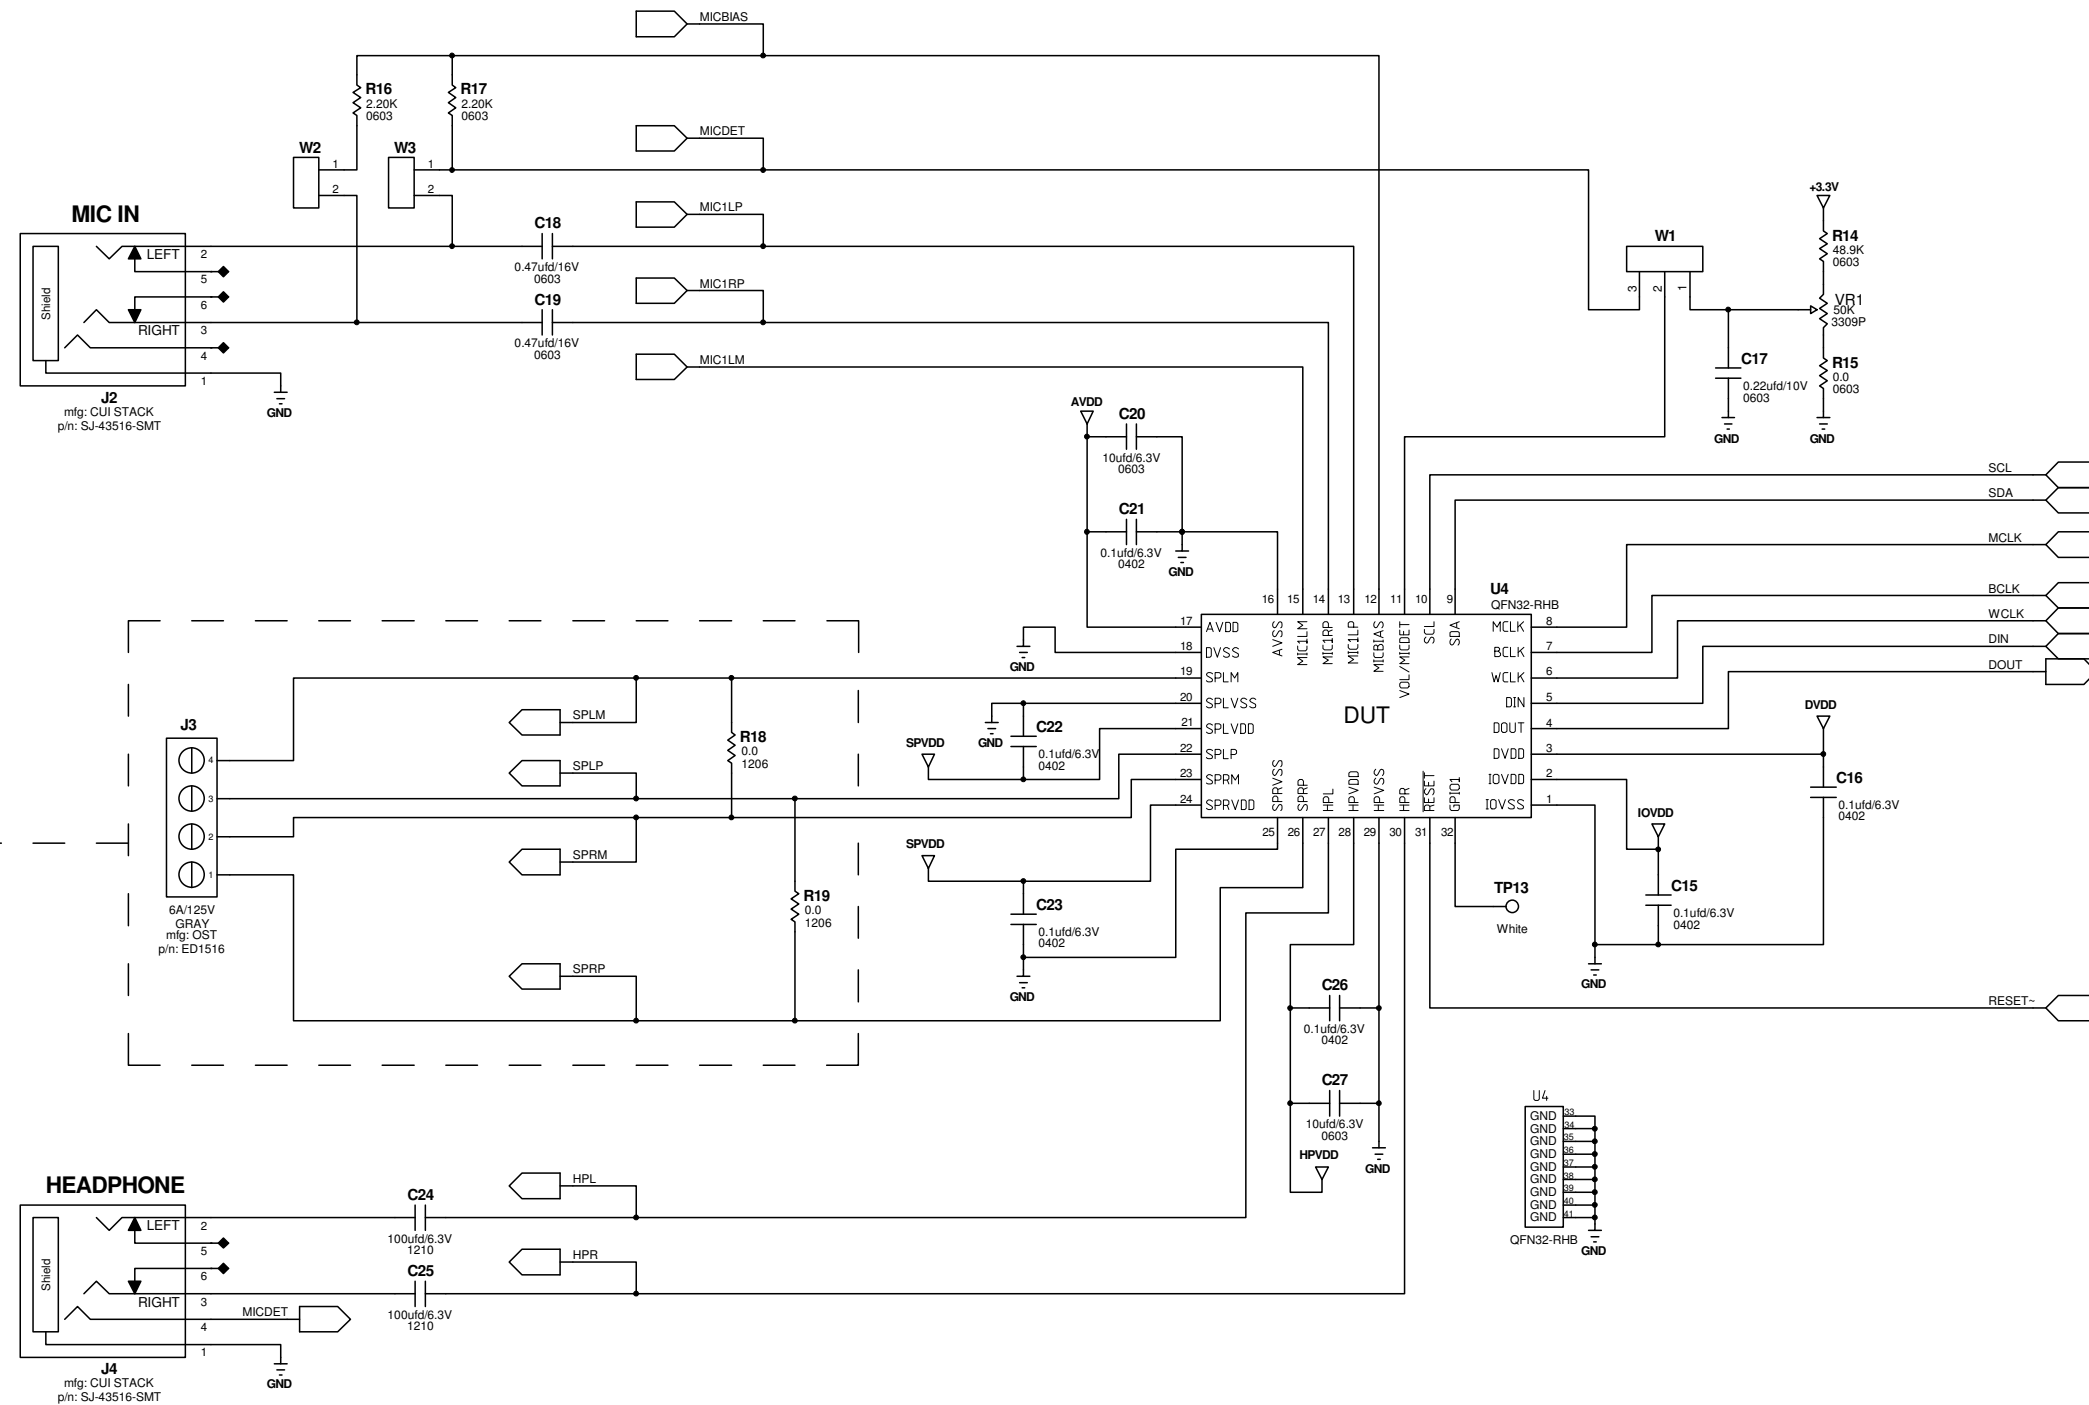 MICBIAS
R16
2.20K
0603
R17
2.20K
0603
MICDET
W2
1
2
W3
1
2
MIC1LP
MIC IN
C18
0.47ufd/16V
0603
MIC1RP
C19
0.47ufd/16V
0603
MIC1LM
Shield
LEFT
RIGHT
2
5
6
3
4
1
J2
mfg: CUI STACK
p/n: SJ-43516-SMT
GND
+3.3V
R14
48.9K
0603
W1
3
2
1
VR1
50K
3309P
C17
0.22ufd/10V
0603
R15
0.0
0603
GND
GND
AVDD
C20
10ufd/6.3V
0603
C21
0.1ufd/6.3V
0402
GND
SCL
SDA
MCLK
BCLK
WCLK
DIN
DOUT
U4
QFN32-RHB
16
15
14
13
12
11
10
9
AVSS
MIC1LM
MIC1RP
MIC1LP
MICBIAS
VOL/MICDET
SCL
SDA
17 AVDD
18 DVSS
19 SPLM
20 SPLVSS
21 SPLVDD
22 SPLP
23 SPRM
24 SPRVDD
DUT
MCLK 8
BCLK 7
WCLK 6
DIN 5
DOUT 4
DVDD 3
IOVDD 2
IOVSS 1
SPRVSS
SPRP
HPL
HPVDD
HPVSS
HPR
RESET
GPIO1
25
26
27
28
29
30
31
32
GND
GND
C22
0.1ufd/6.3V
0402
SPVDD
SPVDD
C23
0.1ufd/6.3V
0402
GND
DVDD
C16
0.1ufd/6.3V
0402
IOVDD
C15
0.1ufd/6.3V
0402
GND
TP13
White
RESET~
J3
4
3
2
1
6A/125V
GRAY
mfg: OST
p/n: ED1516
SPLM
SPLP
SPRM
SPRP
R18
0.0
1206
R19
0.0
1206
C26
0.1ufd/6.3V
0402
C27
10ufd/6.3V
0603
HPVDD
GND
U4
GND 33
GND 34
GND 35
GND 36
GND 37
GND 38
GND 39
GND 40
GND 41
QFN32-RHB
GND
HEADPHONE
Shield
LEFT
RIGHT
2
5
6
3
4
1
C24
100ufd/6.3V
1210
C25
100ufd/6.3V
1210
HPL
HPR
MICDET
J4
mfg: CUI STACK
p/n: SJ-43516-SMT
GND